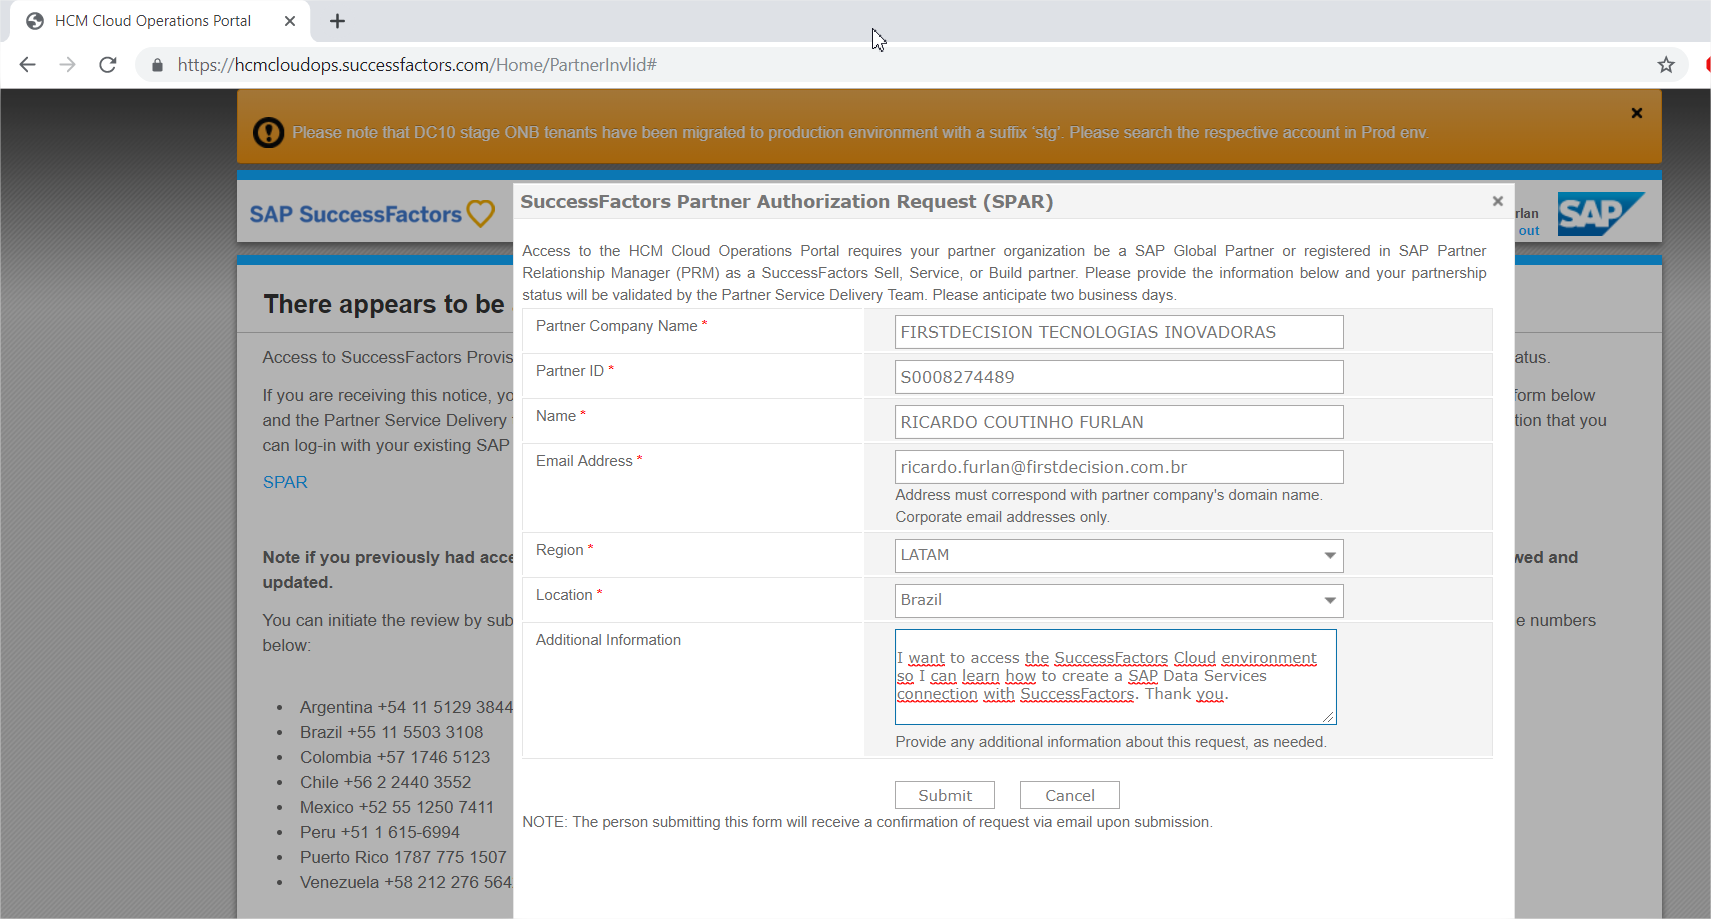 HCM Cloud Operations Portal
https://hcmcloudops.successfactors.com/Home/PartnerInvlid#
Please note that DC10 stage ONB tenants have been migrated to production environment with a suffix 'stg'. Please search the respective account in Prod env.
SAP SuccessFactors
rlan
out
SAP
SuccessFactors Partner Authorization Request (SPAR)
Access to the HCM Cloud Operations Portal requires your partner organization be a SAP Global Partner or registered in SAP Partner
Relationship Manager (PRM) as a SuccessFactors Sell, Service, or Build partner. Please provide the information below and your partnership
status will be validated by the Partner Service Delivery Team. Please anticipate two business days.
Partner Company Name *
FIRSTDECISION TECNOLOGIAS INOVADORAS
Partner ID *
S0008274489
Name *
RICARDO COUTINHO FURLAN
Email Address *
ricardo.furlan@firstdecision.com.br
Address must correspond with partner company's domain name.
Corporate email addresses only.
Region *
LATAM
Location *
Brazil
Additional Information
I want to access the SuccessFactors Cloud environment
so I can learn how to create a SAP Data Services
connection with SuccessFactors. Thank you.
Provide any additional information about this request, as needed.
Submit
Cancel
NOTE: The person submitting this form will receive a confirmation of request via email upon submission.
There appears to be
Access to SuccessFactors Provis
atus.
If you are receiving this notice, yo
form below
and the Partner Service Delivery
tion that you
can log-in with your existing SAP
SPAR
Note if you previously had acce
wed and
updated.
You can initiate the review by sub
e numbers
below:
Argentina +54 11 5129 3844
Brazil +55 11 5503 3108
Colombia +57 1746 5123
Chile +56 2 2440 3552
Mexico +52 55 1250 7411
Peru +51 1 615-6994
Puerto Rico 1787 775 1507
Venezuela +58 212 276 564